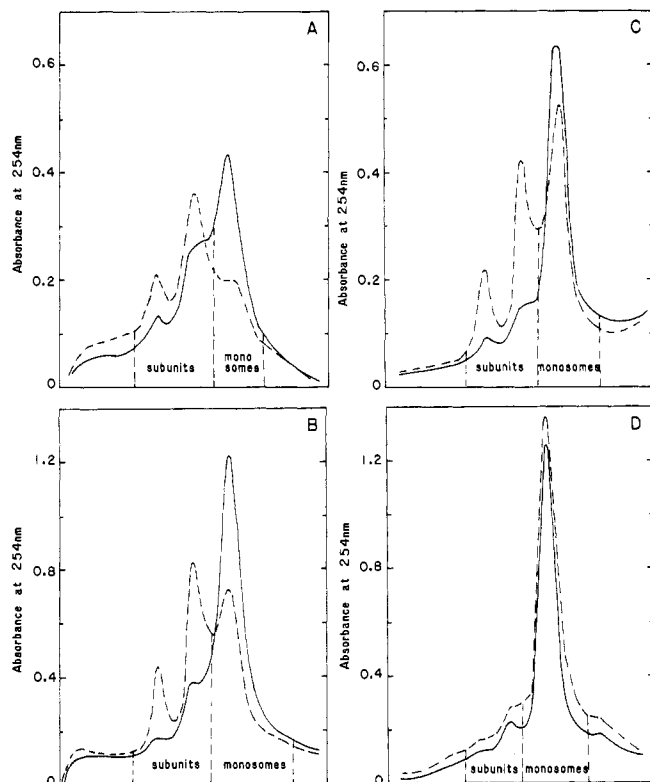 A
Absorbance at 254nm
0.6
0.4
0.2
0
subunits
mono
somes
C
Absorbance at 254nm
0.6
0.4
0.2
0
subunits
monosomes
B
Absorbance at 254nm
1.2
0.8
0.4
0
subunits
monosomes
D
Absorbance at 254nm
1.2
0.8
0.4
0
subunits
monosomes